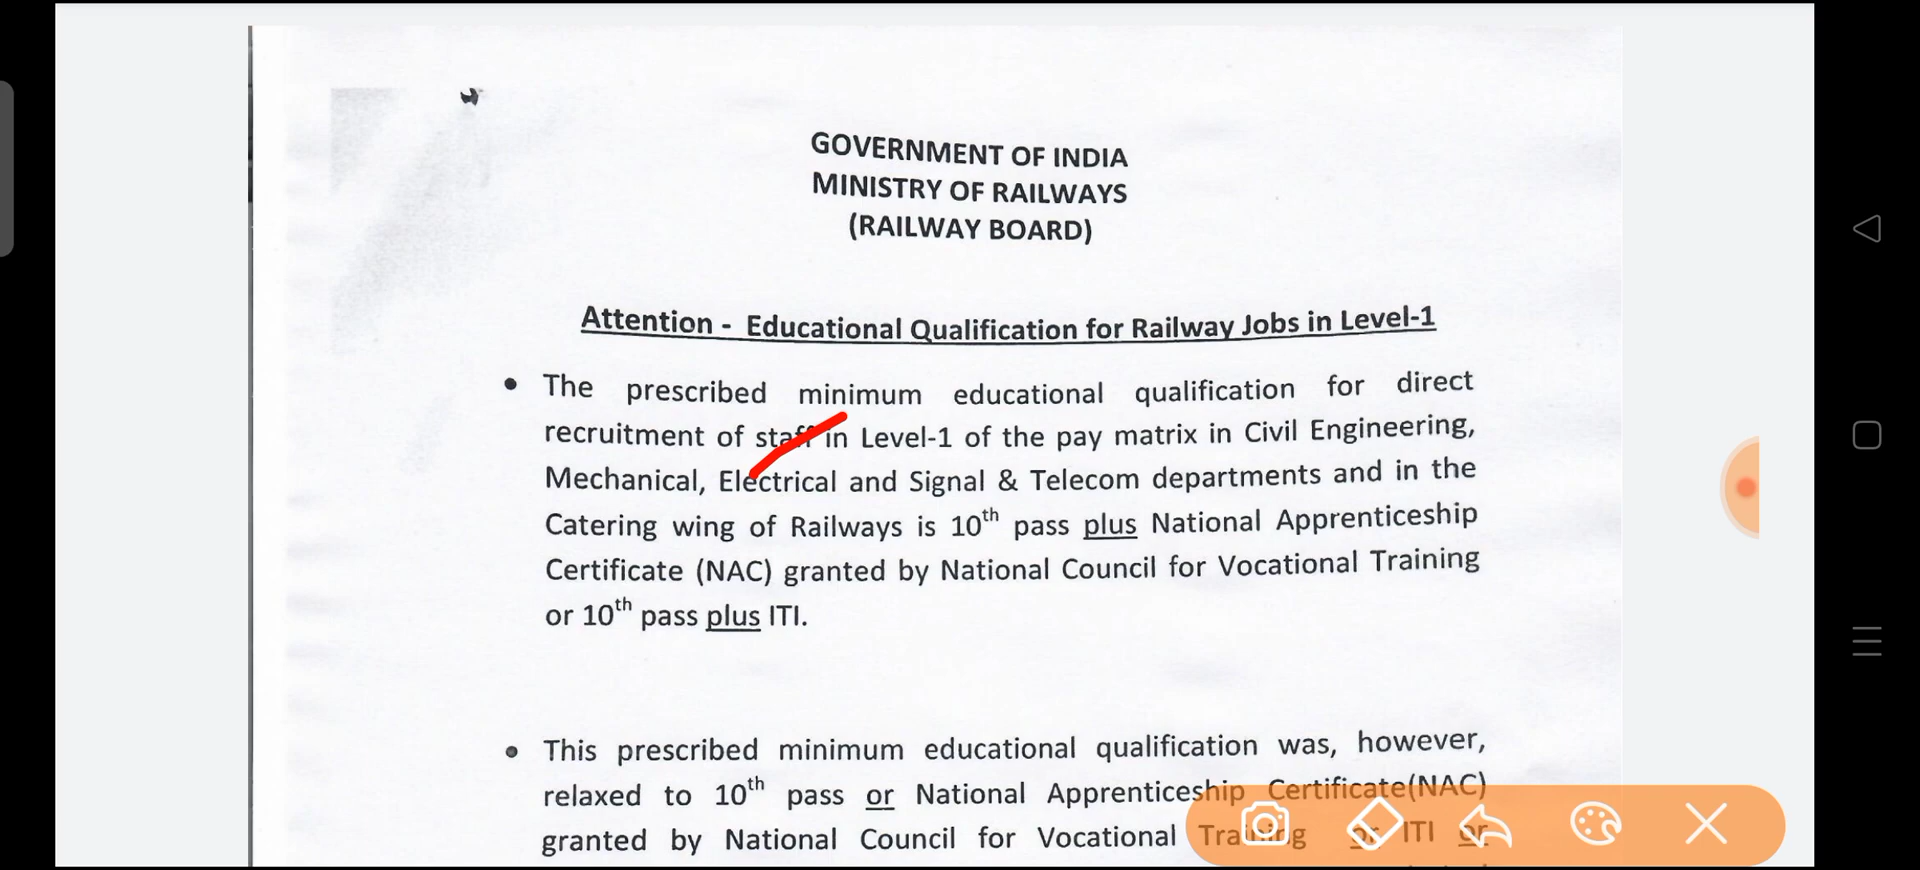 GOVERNMENT OF INDIA
MINISTRY OF RAILWAYS
(RAILWAY BOARD)
Attention - Educational Qualification for Railway Jobs in Level-1
• The prescribed minimum educational qualification for direct
recruitment of staff in Level-1 of the pay matrix in Civil Engineering,
Mechanical, Electrical and Signal & Telecom departments and in the
Catering wing of Railways is 10th pass plus National Apprenticeship
Certificate (NAC) granted by National Council for Vocational Training
or 10th pass plus ITI.
• This prescribed minimum educational qualification was, however,
relaxed to 10th pass or National Apprenticeship Certificate(NAC)
granted by National Council for Vocational Training or ITI or